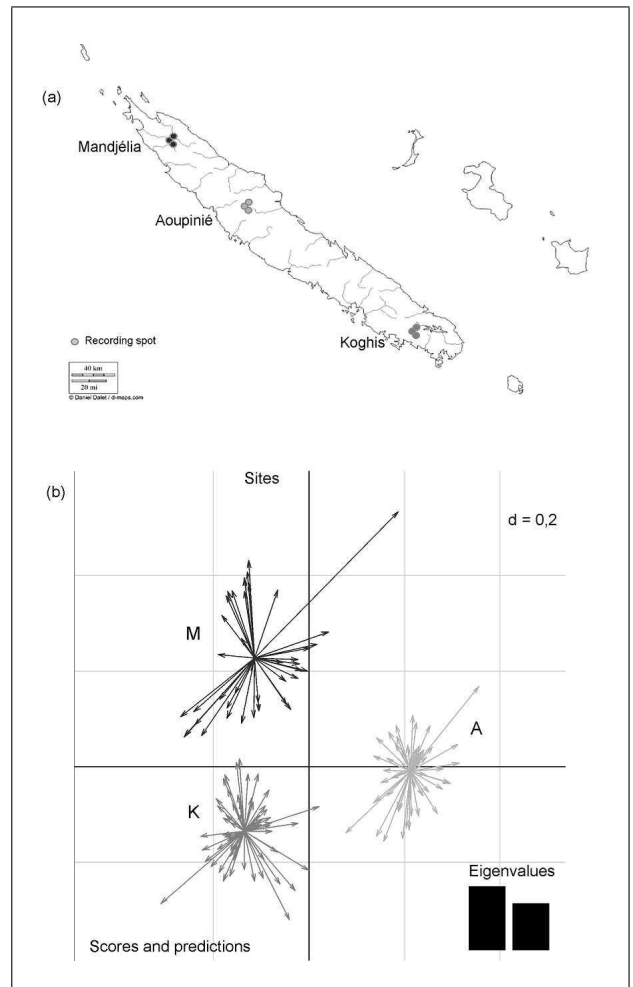 (a)
Mandjélia
Aoupinié
Koghis
Recording spot
40 km
20 mi
© Daniel Dalet / d-maps.com
(b)
Sites
d = 0,2
M
A
K
Eigenvalues
Scores and predictions